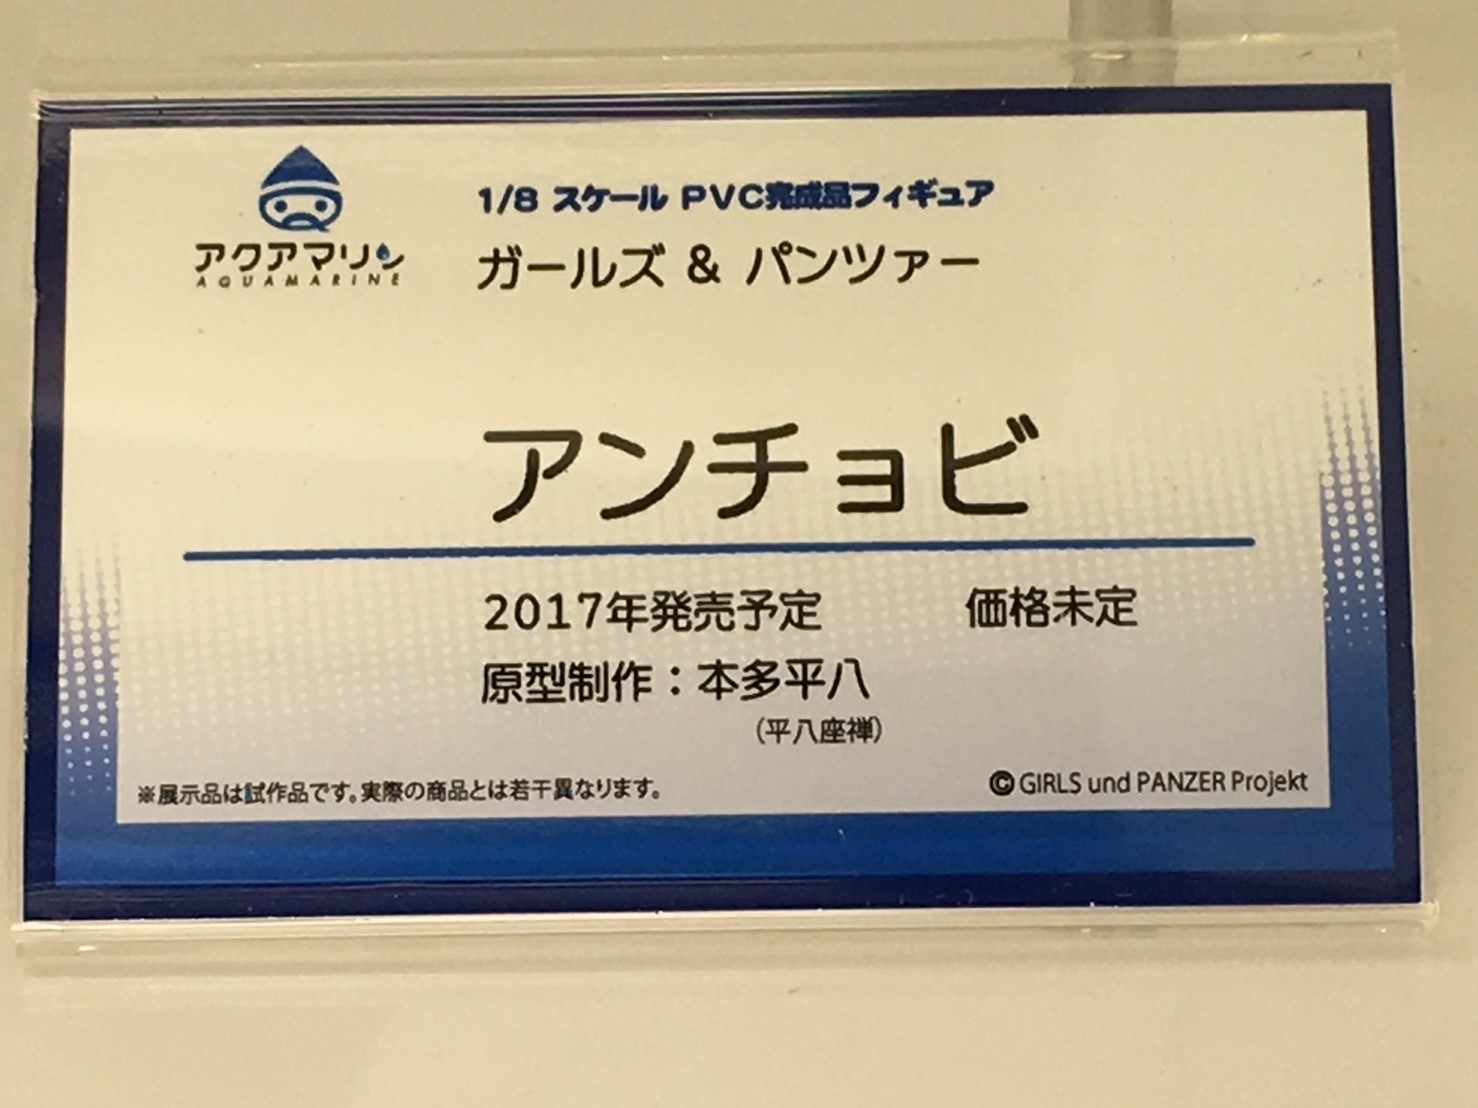 アクアマリン
AQUAMARINE
1/8 スケール PVC完成品フィギュア
ガールズ & パンツァー
アンチョビ
2017年発売予定 価格未定
原型制作：本多平八
(平八座禅)
※展示品は試作品です。実際の商品とは若干異なります。
©GIRLS und PANZER Projekt